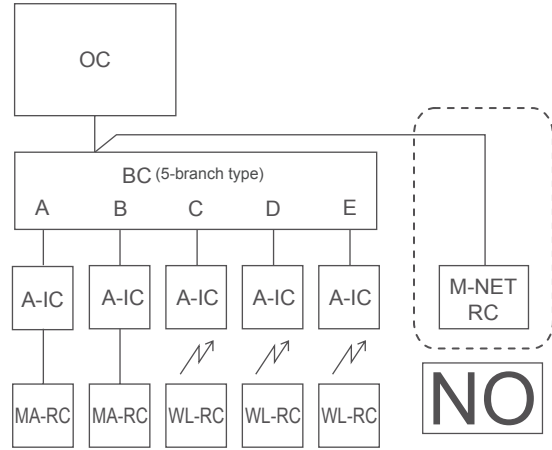 OC
BC (5-branch type)
A B C D E
A-IC A-IC A-IC A-IC A-IC
M-NET
RC
MA-RC MA-RC WL-RC WL-RC WL-RC
NO